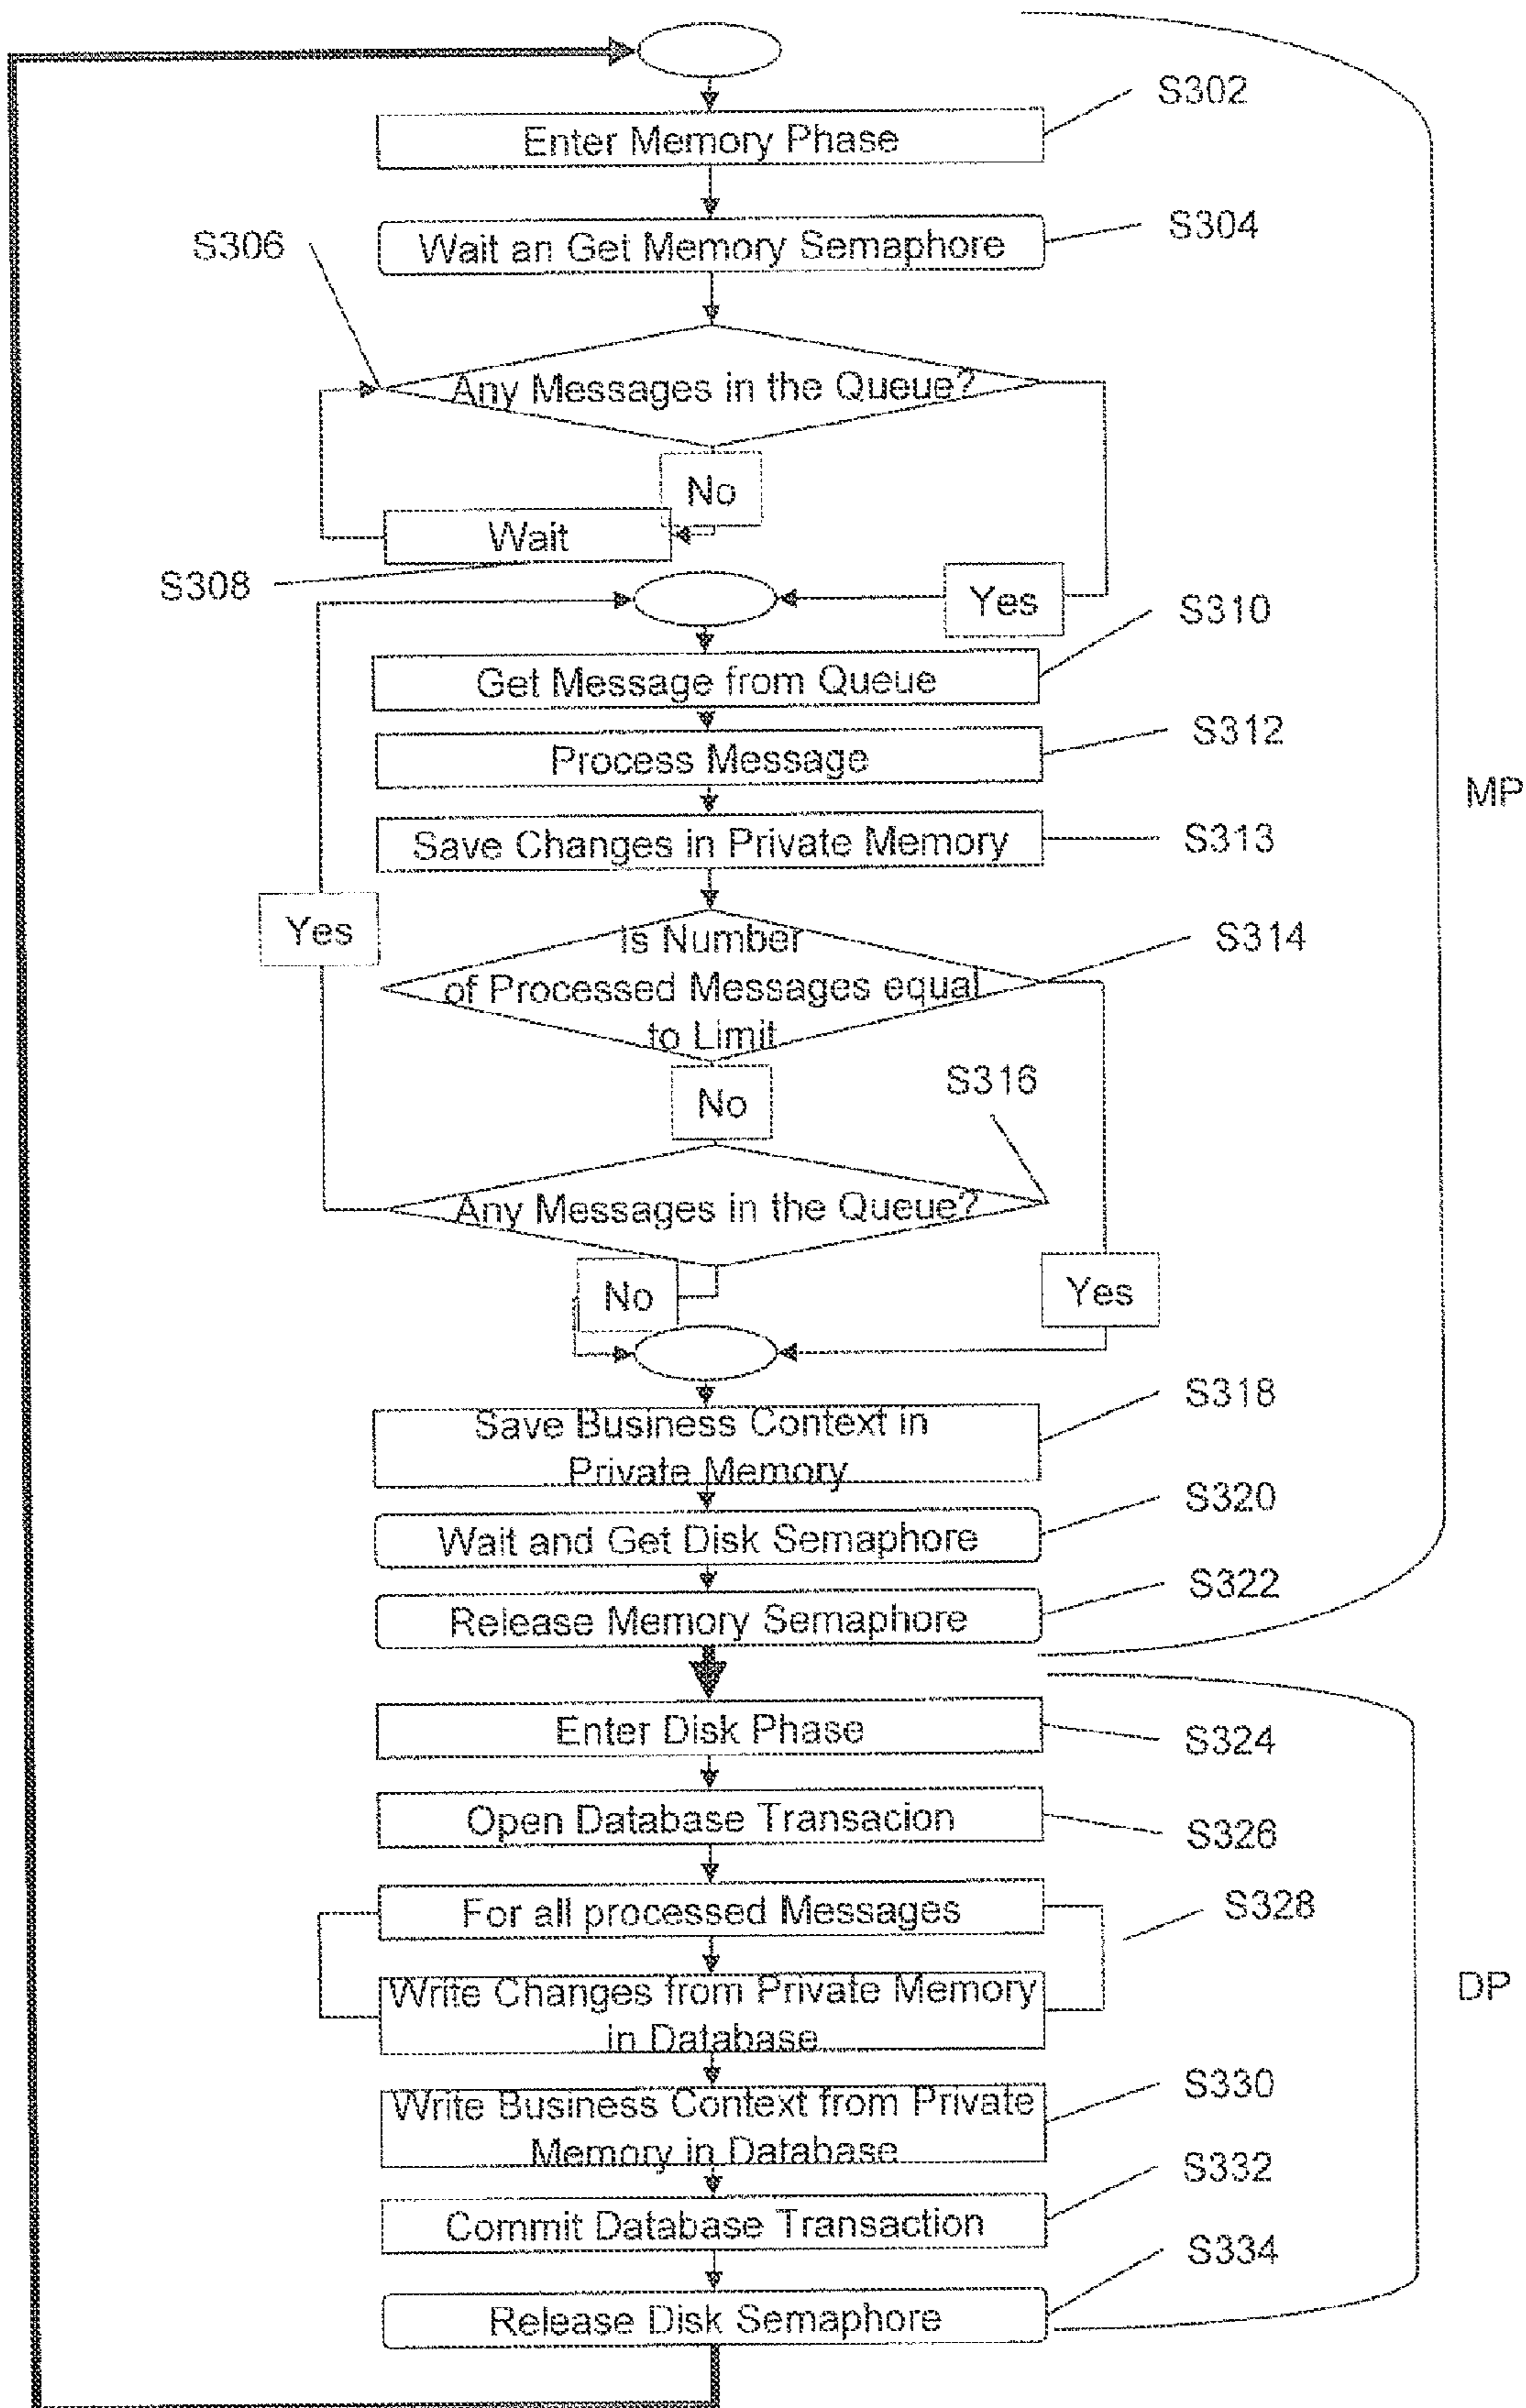 S302
Enter Memory Phase
S304
Wait an Get Memory Semaphore
S306
Any Messages in the Queue?
No
Wait
S308
Yes
S310
Get Message from Queue
S312
Process Message
Save Changes in Private Memory
S313
MP
Yes
is Number
of Processed Messages equal
to Limit
S314
No
S316
Any Messages in the Queue?
No
Yes
S318
Save Business Context in
Private Memory
S320
Wait and Get Disk Semaphore
S322
Release Memory Semaphore
Enter Disk Phase
S324
Open Database Transacion
S326
For all processed Messages
S328
Write Changes from Private Memory
in Database
DP
S330
Write Business Context from Private
Memory in Database
S332
Commit Database Transaction
S334
Release Disk Semaphore